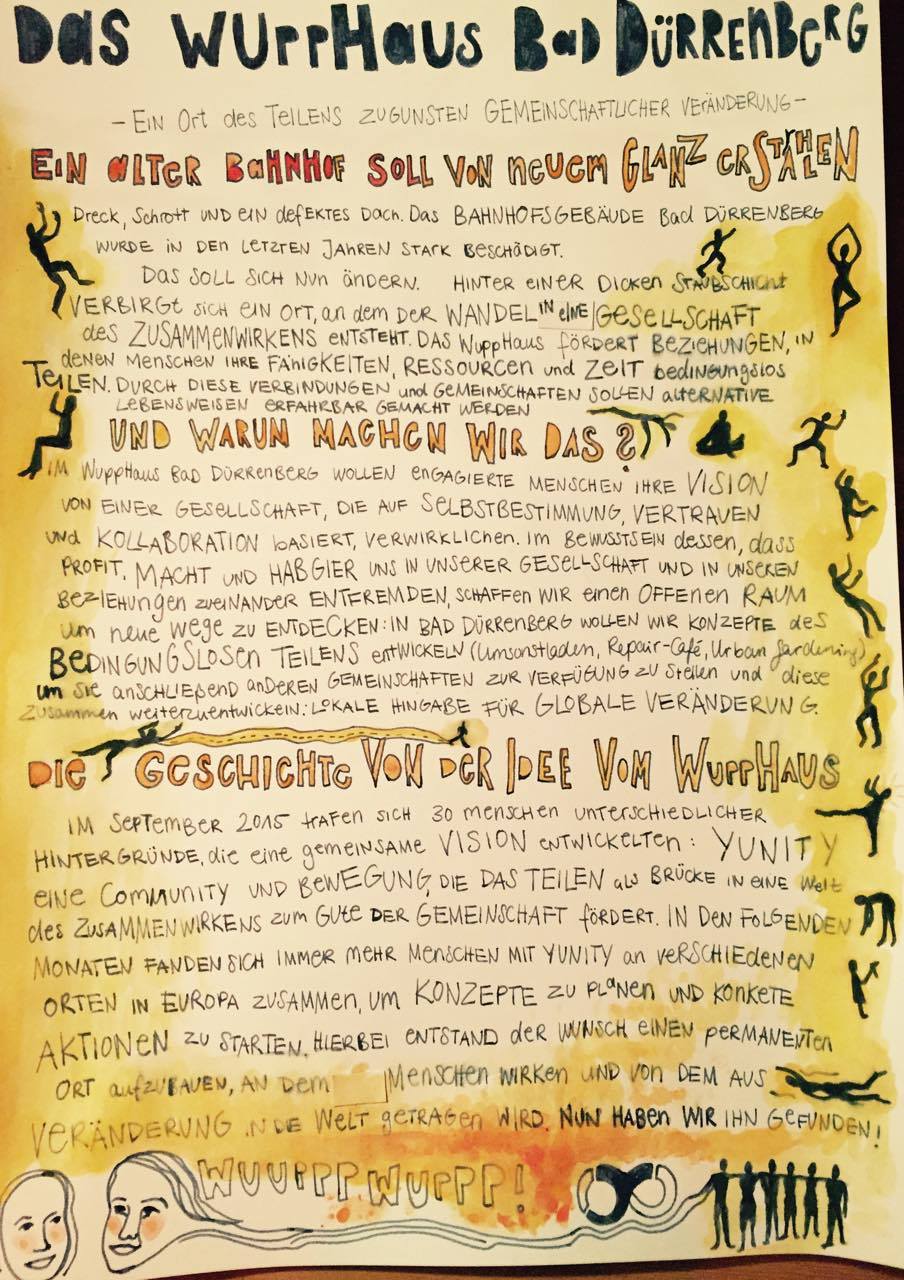 Das WuppHaus Bad Dürrenberg
- Ein Ort des Teilens zugunsten gemeinschaftlicher Veränderung -
Ein alter Bahnhof soll von neuem Glanz erstrahlen
Dreck, Schrott und ein defektes Dach. Das Bahnhofsgebäude Bad Dürrenberg
wurde in den letzten Jahren stark beschädigt.
Das soll sich nun ändern. Hinter einer dicken Staubschicht
verbirgt sich ein Ort, an dem der Wandel in eine Gesellschaft
des Zusammenwirkens entsteht. Das WuppHaus fördert Beziehungen, in
denen Menschen ihre Fähigkeiten, Ressourcen und Zeit bedingungslos
Teilen. Durch diese Verbindungen und Gemeinschaften sollen alternative
Lebensweisen erfahrbar gemacht werden
Und warun machen wir das?
Im WuppHaus Bad Dürrenberg wollen engagierte Menschen ihre Vision
von einer Gesellschaft, die auf Selbstbestimmung, Vertrauen
und Kollaboration basiert, verwirklichen. Im Bewusstsein dessen, dass
Profit, Macht und Habgier uns in unserer Gesellschaft und in unseren
Beziehungen zueinander entfremden, schaffen wir einen offenen Raum
um neue Wege zu entdecken: in Bad Dürrenberg wollen wir Konzepte des
Bedingungslosen Teilens entwickeln (Umsonstladen, Repair-Café, Urban Gardening)
um sie anschließend anderen Gemeinschaften zur Verfügung zu stellen und diese
zusammen weiterzuentwickeln: Lokale Hingabe für globale Veränderung.
Die Geschichte von der Idee vom WuppHaus
Im September 2015 trafen sich 30 Menschen unterschiedlicher
Hintergründe, die eine gemeinsame Vision entwickelten: Yunity
eine Community und Bewegung, die das Teilen als Brücke in eine Welt
des Zusammenwirkens zum Gute der Gemeinschaft fördert. In den folgenden
Monaten fanden sich immer mehr Menschen mit Yunity an verschiedenen
Orten in Europa zusammen, um Konzepte zu planen und konkete
Aktionen zu starten. Hierbei entstand der Wunsch einen permanenten
Ort aufzubauen, an dem Menschen wirken und von dem aus
Veränderung in de Welt getragen wird. Nun haben wir ihn gefunden!
Wuuppp wuppp!